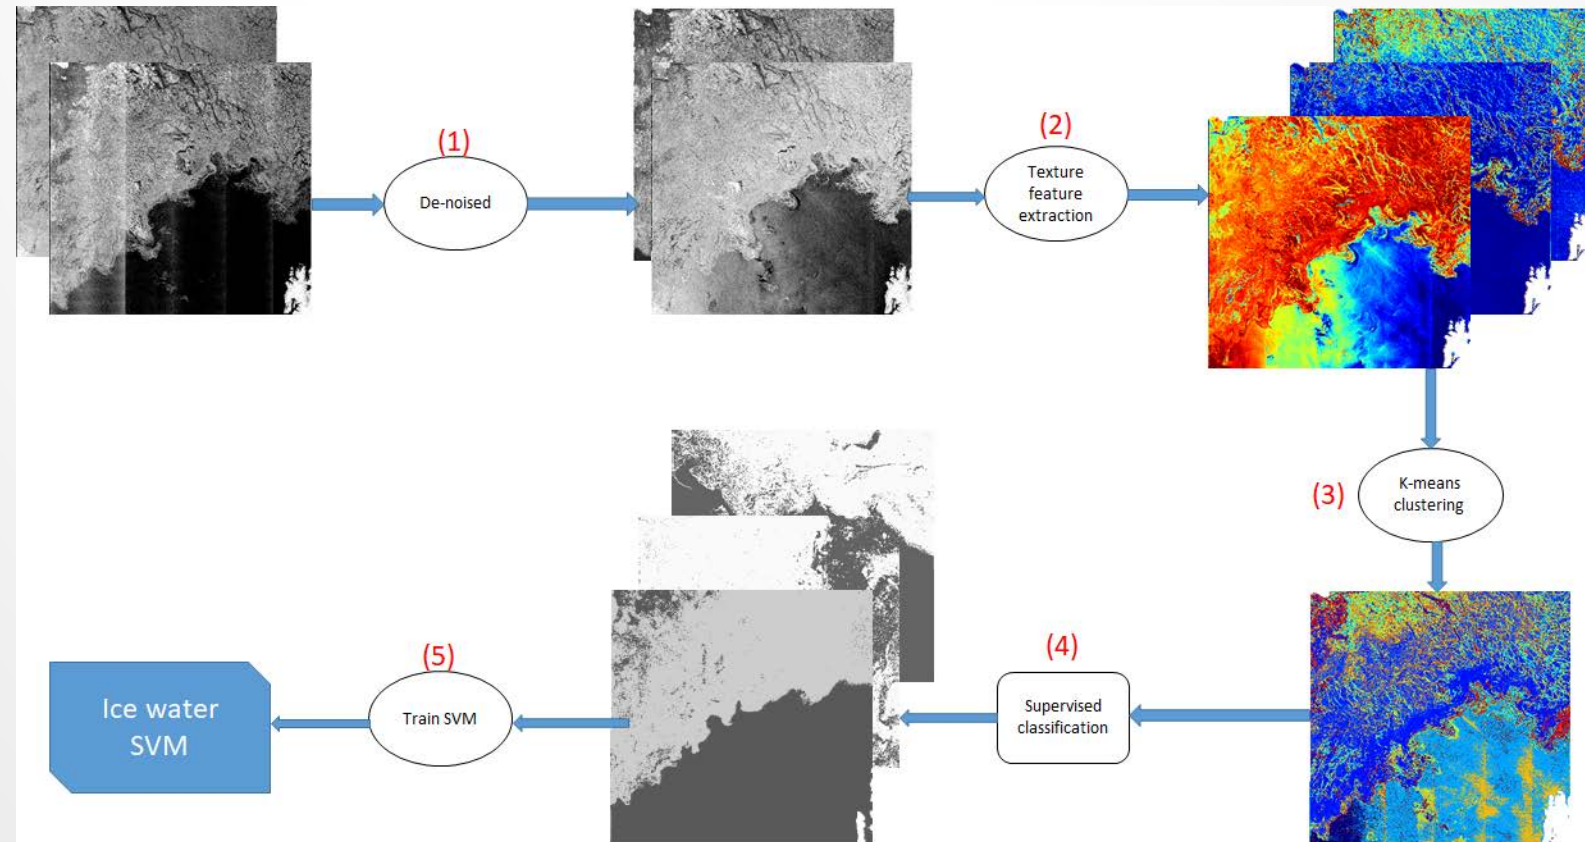 (1)
De-noised
(2)
Texture
feature
extraction
(3)
K-means
clustering
(4)
Supervised
classification
(5)
Train SVM
Ice water
SVM